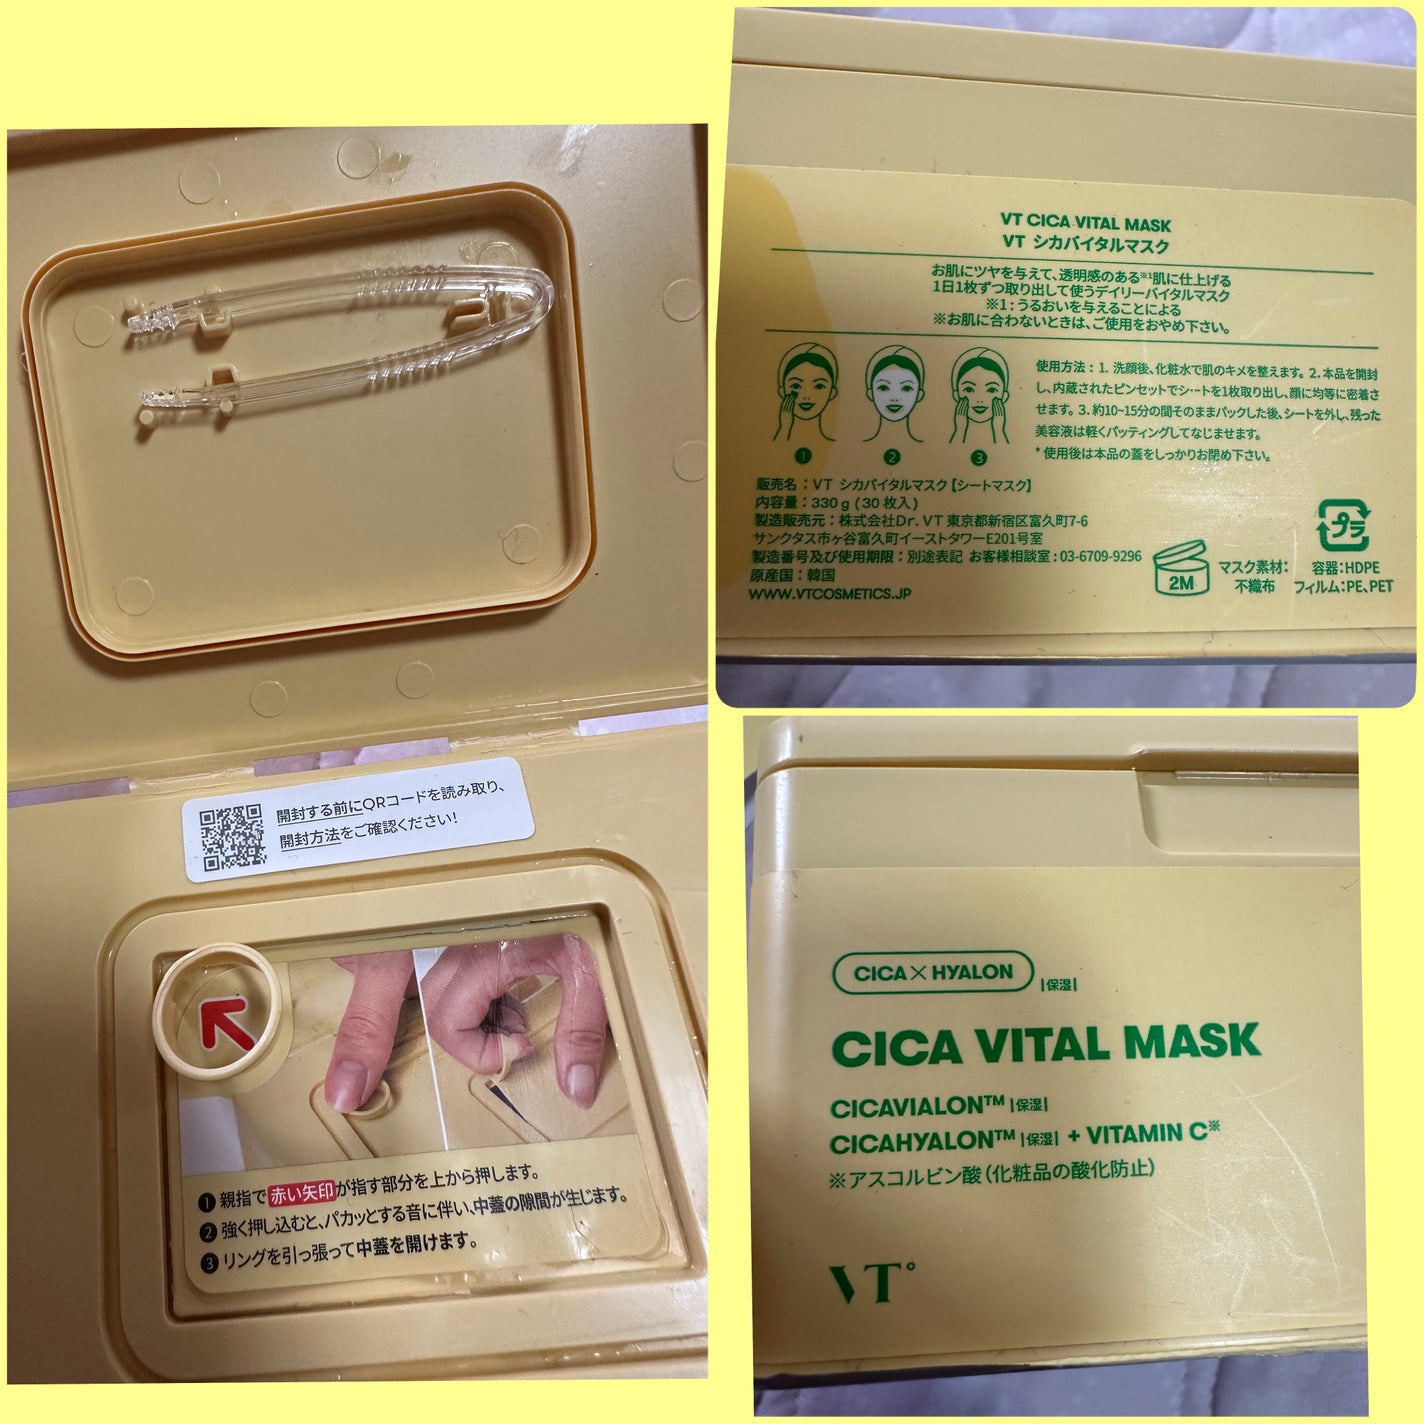 開封する前にQRコードを読み取り、
開封方法をご確認ください!
❶ 親指で赤い矢印が指す部分を上から押します。
❷ 強く押し込むと、パカッとする音に伴い、中蓋の隙間が生じます。
❸ リングを引っ張って中蓋を開けます。
VT CICA VITAL MASK
VT シカバイタルマスク
お肌にツヤを与えて、透明感のある※1肌に仕上げる
1日1枚ずつ取り出して使うデイリーバイタルマスク
※1:うるおいを与えることによる
※お肌に合わないときは、ご使用をおやめ下さい。
❶ ❷ ❸
使用方法:1. 洗顔後、化粧水で肌のキメを整えます。2. 本品を開封
し、内蔵されたピンセットでシートを1枚取り出し、顔に均等に密着さ
せます。3. 約10~15分の間そのままパックした後、シートを外し、残った
美容液は軽くパッティングしてなじませます。
* 使用後は本品の蓋をしっかりお閉め下さい。
販売名:VT シカバイタルマスク【シートマスク】
内容量:330g(30枚入)
製造販売元:株式会社Dr. VT 東京都新宿区富久町7-6
サンクタス市ヶ谷富久町イーストタワーE201号室
製造番号及び使用期限:別途表記 お客様相談室:03-6709-9296
原産国:韓国
WWW.VTCOSMETICS.JP
2M
マスク素材:
不織布
プラ
容器:HDPE
フィルム:PE、PET
CICA×HYALON |保湿|
CICA VITAL MASK
CICAVIALON™ |保湿|
CICAHYALON™ |保湿| + VITAMIN C※
※アスコルビン酸(化粧品の酸化防止)
VT°